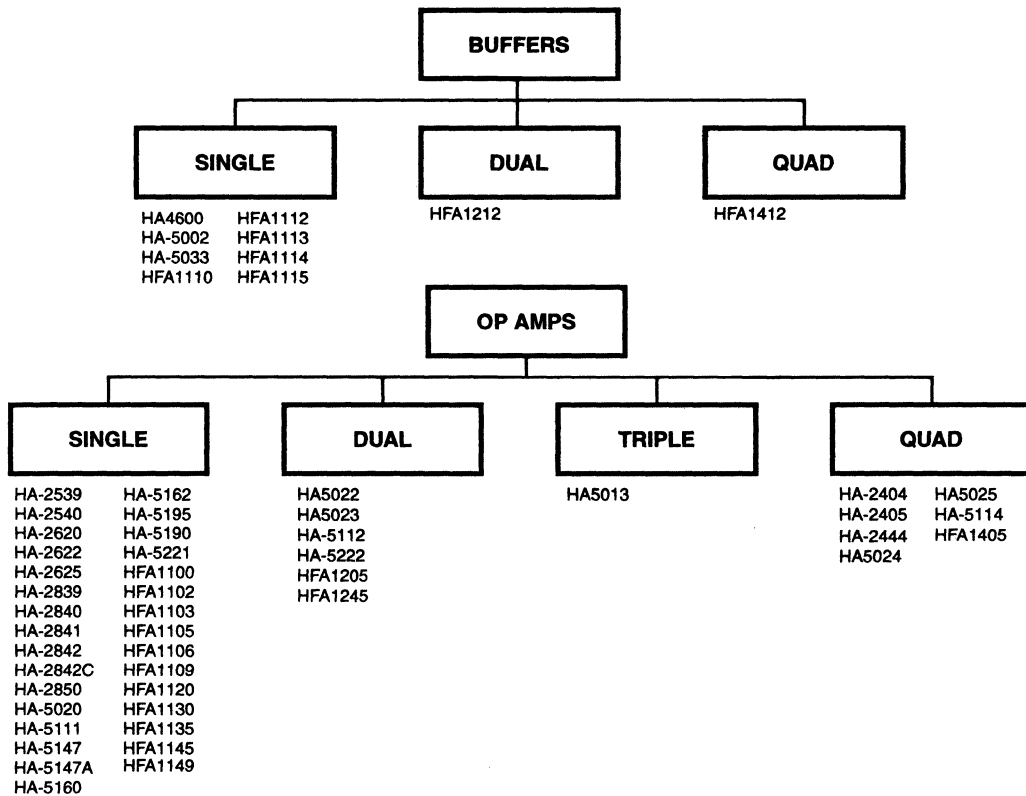 BUFFERS
SINGLE
DUAL
QUAD
HA4600 HFA1112
HA-5002 HFA1113
HA-5033 HFA1114
HFA1110 HFA1115
HFA1212
HFA1412
OP AMPS
SINGLE
DUAL
TRIPLE
QUAD
HA-2539 HA-5162
HA-2540 HA-5195
HA-2620 HA-5190
HA-2622 HA-5221
HA-2625 HFA1100
HA-2839 HFA1102
HA-2840 HFA1103
HA-2841 HFA1105
HA-2842 HFA1106
HA-2842C HFA1109
HA-2850 HFA1120
HA-5020 HFA1130
HA-5111 HFA1135
HA-5147 HFA1145
HA-5147A HFA1149
HA-5160
HA5022
HA5023
HA-5112
HA-5222
HFA1205
HFA1245
HA5013
HA-2404 HA5025
HA-2405 HA-5114
HA-2444 HFA1405
HA5024